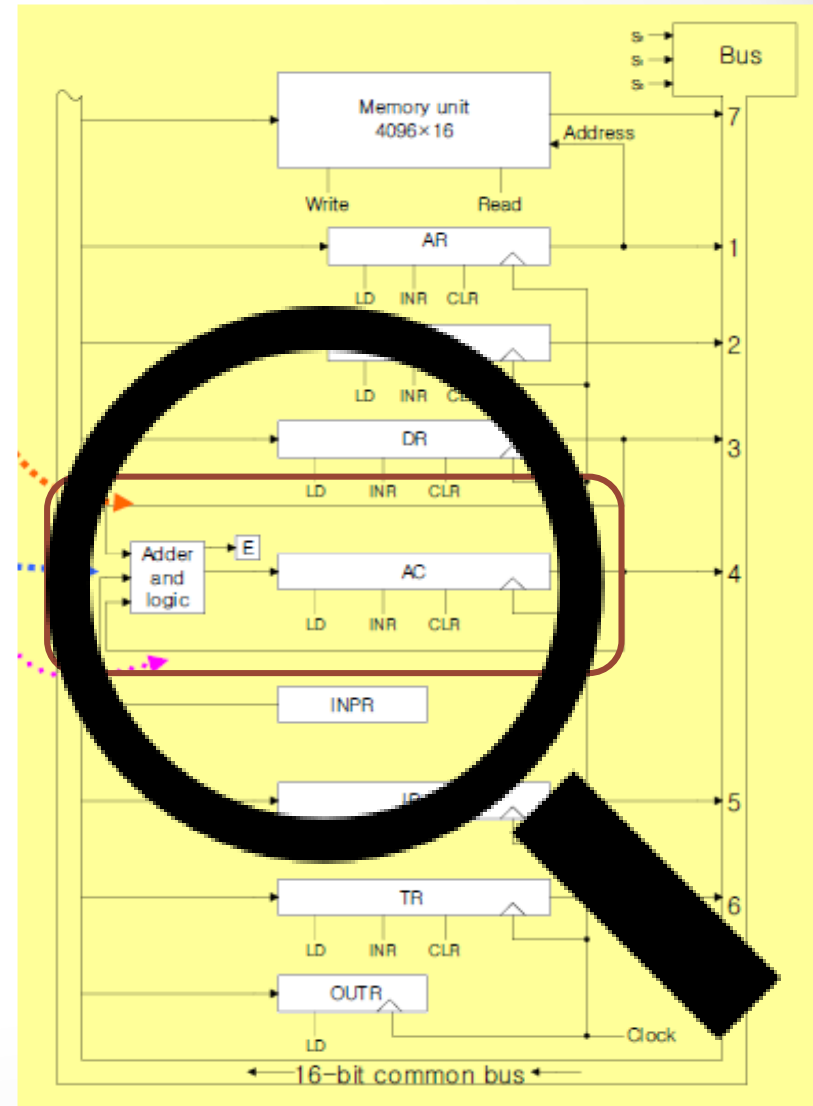 Bus
S₂
S₁
S₀
Memory unit
4096×16
7
Address
Write Read
AR
1
LD INR CLR
2
LD INR
DR
3
LD INR CLR
Adder
and
logic
E
AC
4
LD INR CLR
INPR
5
TR
6
LD INR CLR
OUTR
LD
Clock
16-bit common bus